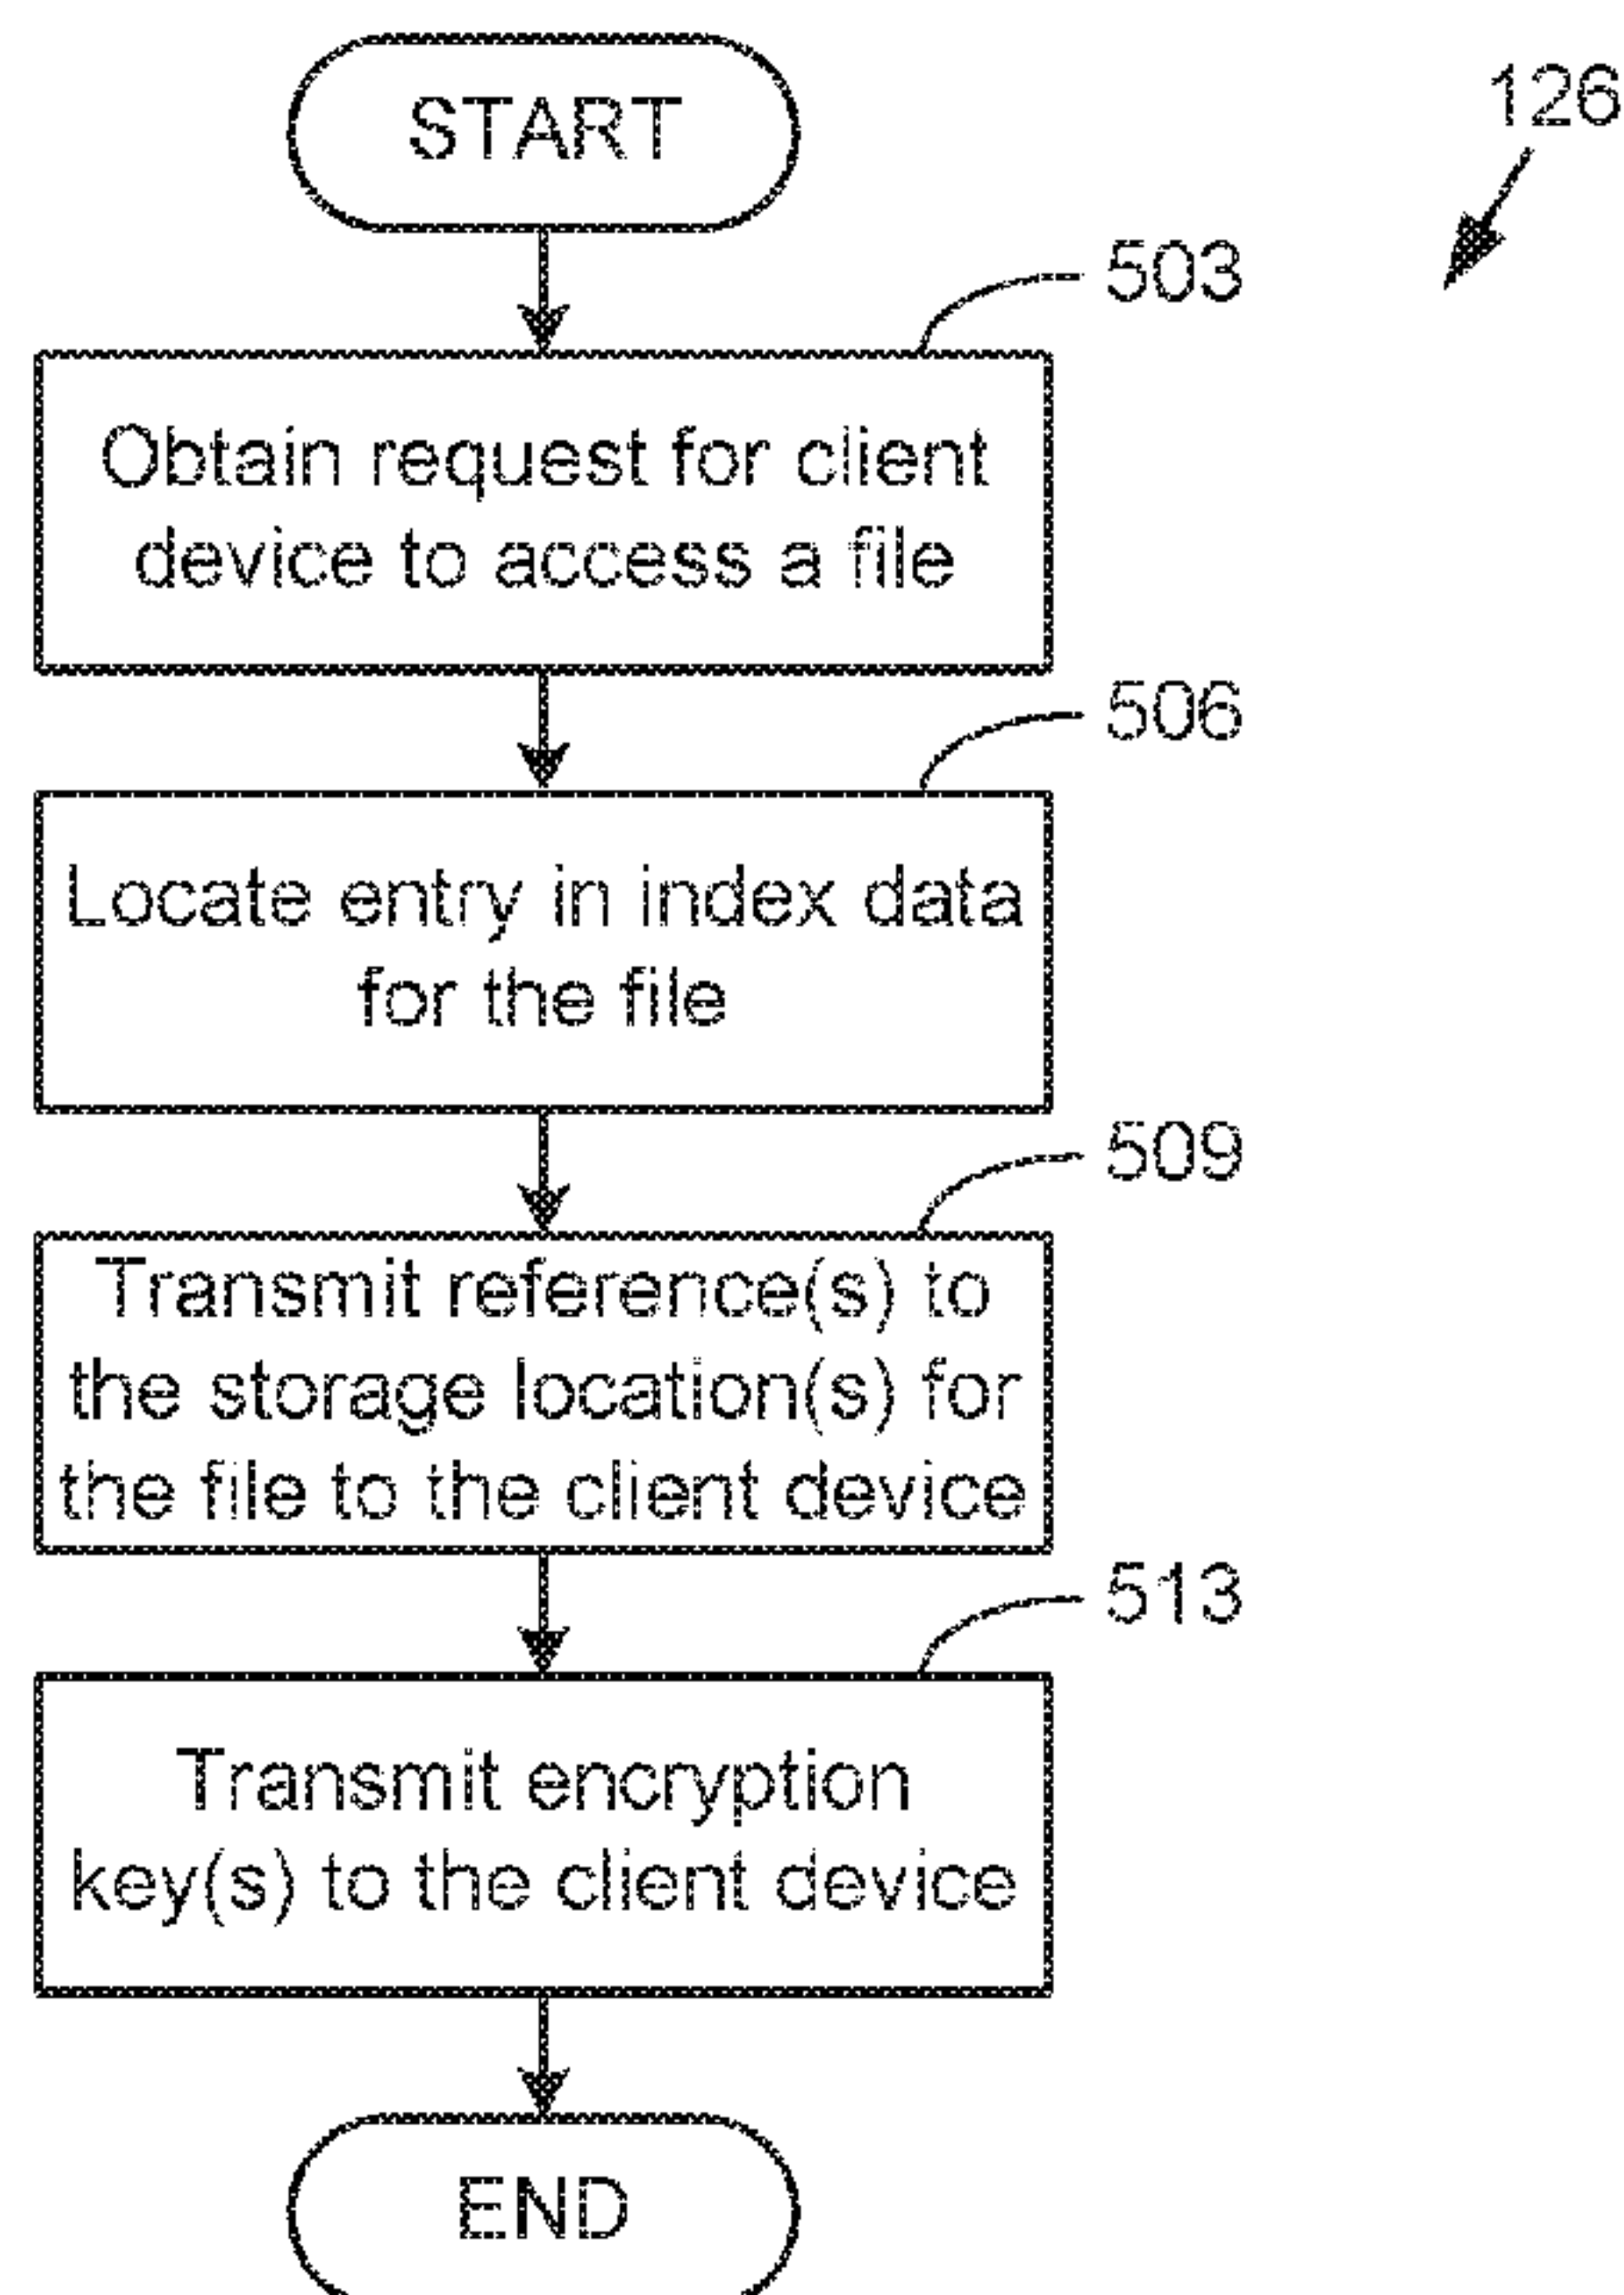 START
126
503
Obtain request for client
device to access a file
506
Locate entry in index data
for the file
509
Transmit reference(s) to
the storage location(s) for
the file to the client device
513
Transmit encryption
key(s) to the client device
END